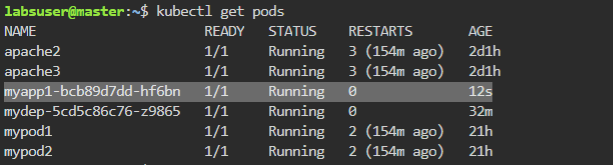 labsuser@master:~$ kubectl get pods
NAME READY STATUS RESTARTS AGE
apache2 1/1 Running 3 (154m ago) 2d1h
apache3 1/1 Running 3 (154m ago) 2d1h
myapp1-bcb89d7dd-hf6bn 1/1 Running 0 12s
mydep-5cd5c86c76-z9865 1/1 Running 0 32m
mypod1 1/1 Running 2 (154m ago) 21h
mypod2 1/1 Running 2 (154m ago) 21h